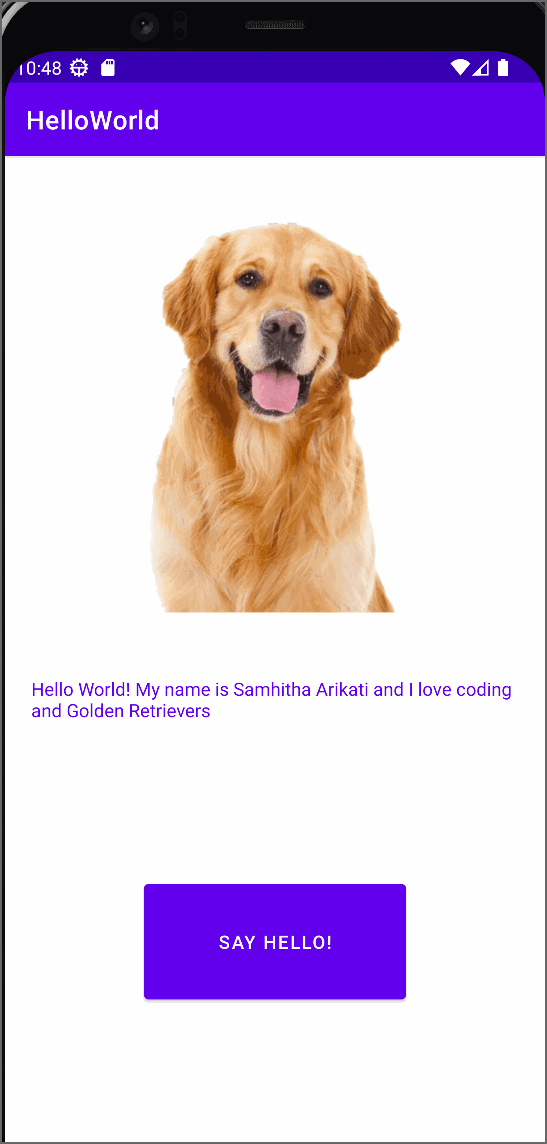 10:48
HelloWorld
Hello World! My name is Samhitha Arikati and I love coding
and Golden Retrievers
SAY HELLO!